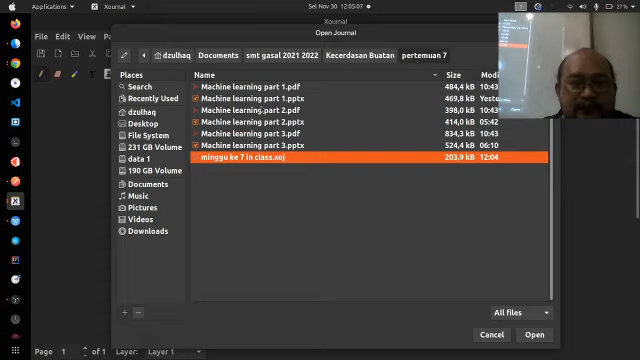 Applications
Xournal
Sel Nov 30 12:05:07
27%
Xournal
File Edit View
Open Journal
dzulhaq Documents smt gasal 2021 2022 Kecerdasan Buatan pertemuan 7
Places Name Size Modi
Search Machine learning part 1.pdf 484,4 kB 10:43
Recently Used Machine learning part 1.pptx 469,8 kB Yeste
dzulhaq Machine learning part 2.pdf 398,0 kB 10:43
Desktop Machine learning part 2.pptx 414,0 kB 05:42
File System Machine learning part 3.pdf 834,3 kB 10:43
231 GB Volume Machine learning part 3.pptx 524,4 kB 06:10
data 1 minggu ke 7 in class.xoj 203,9 kB 12:04
190 GB Volume
Documents
Music
Pictures
Videos
Downloads
All files
Cancel Open
Page 1 of 1 Layer: Layer 1